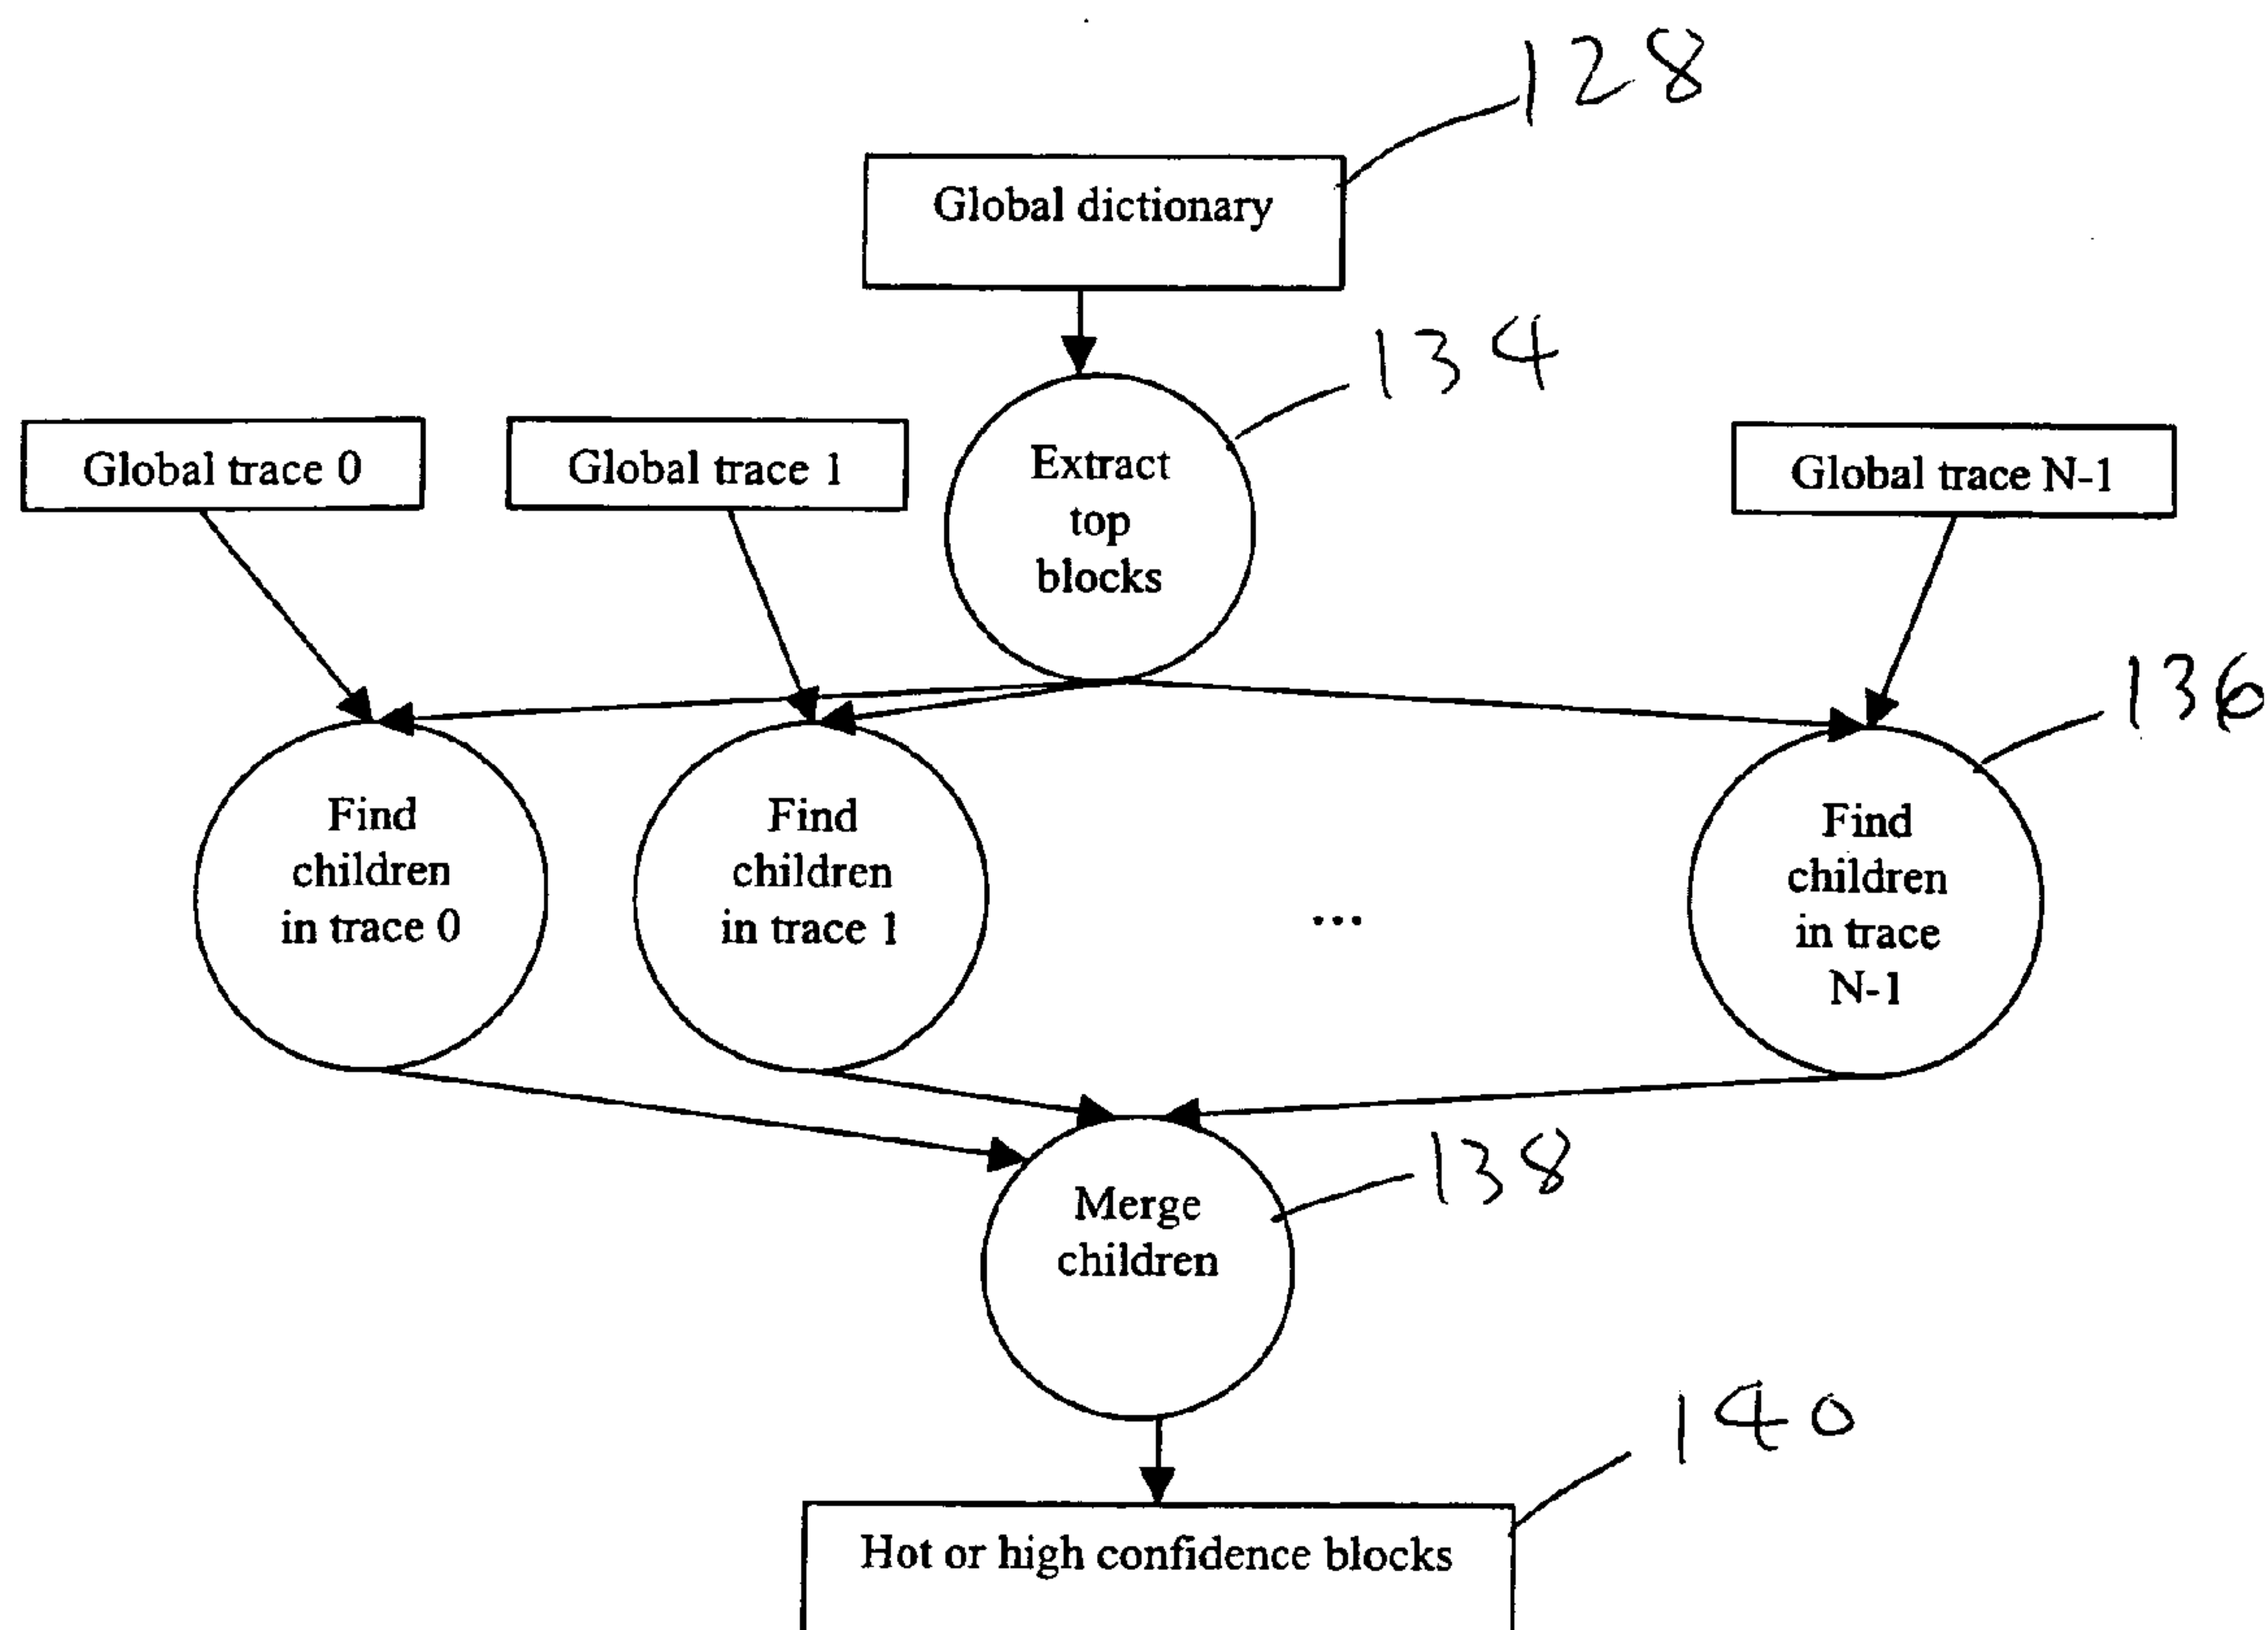 128
Global dictionary
134
Global trace 0
Global trace 1
Extract
top
blocks
Global trace N-1
136
Find
children
in trace 0
Find
children
in trace 1
...
Find
children
in trace
N-1
138
Merge
children
140
Hot or high confidence blocks